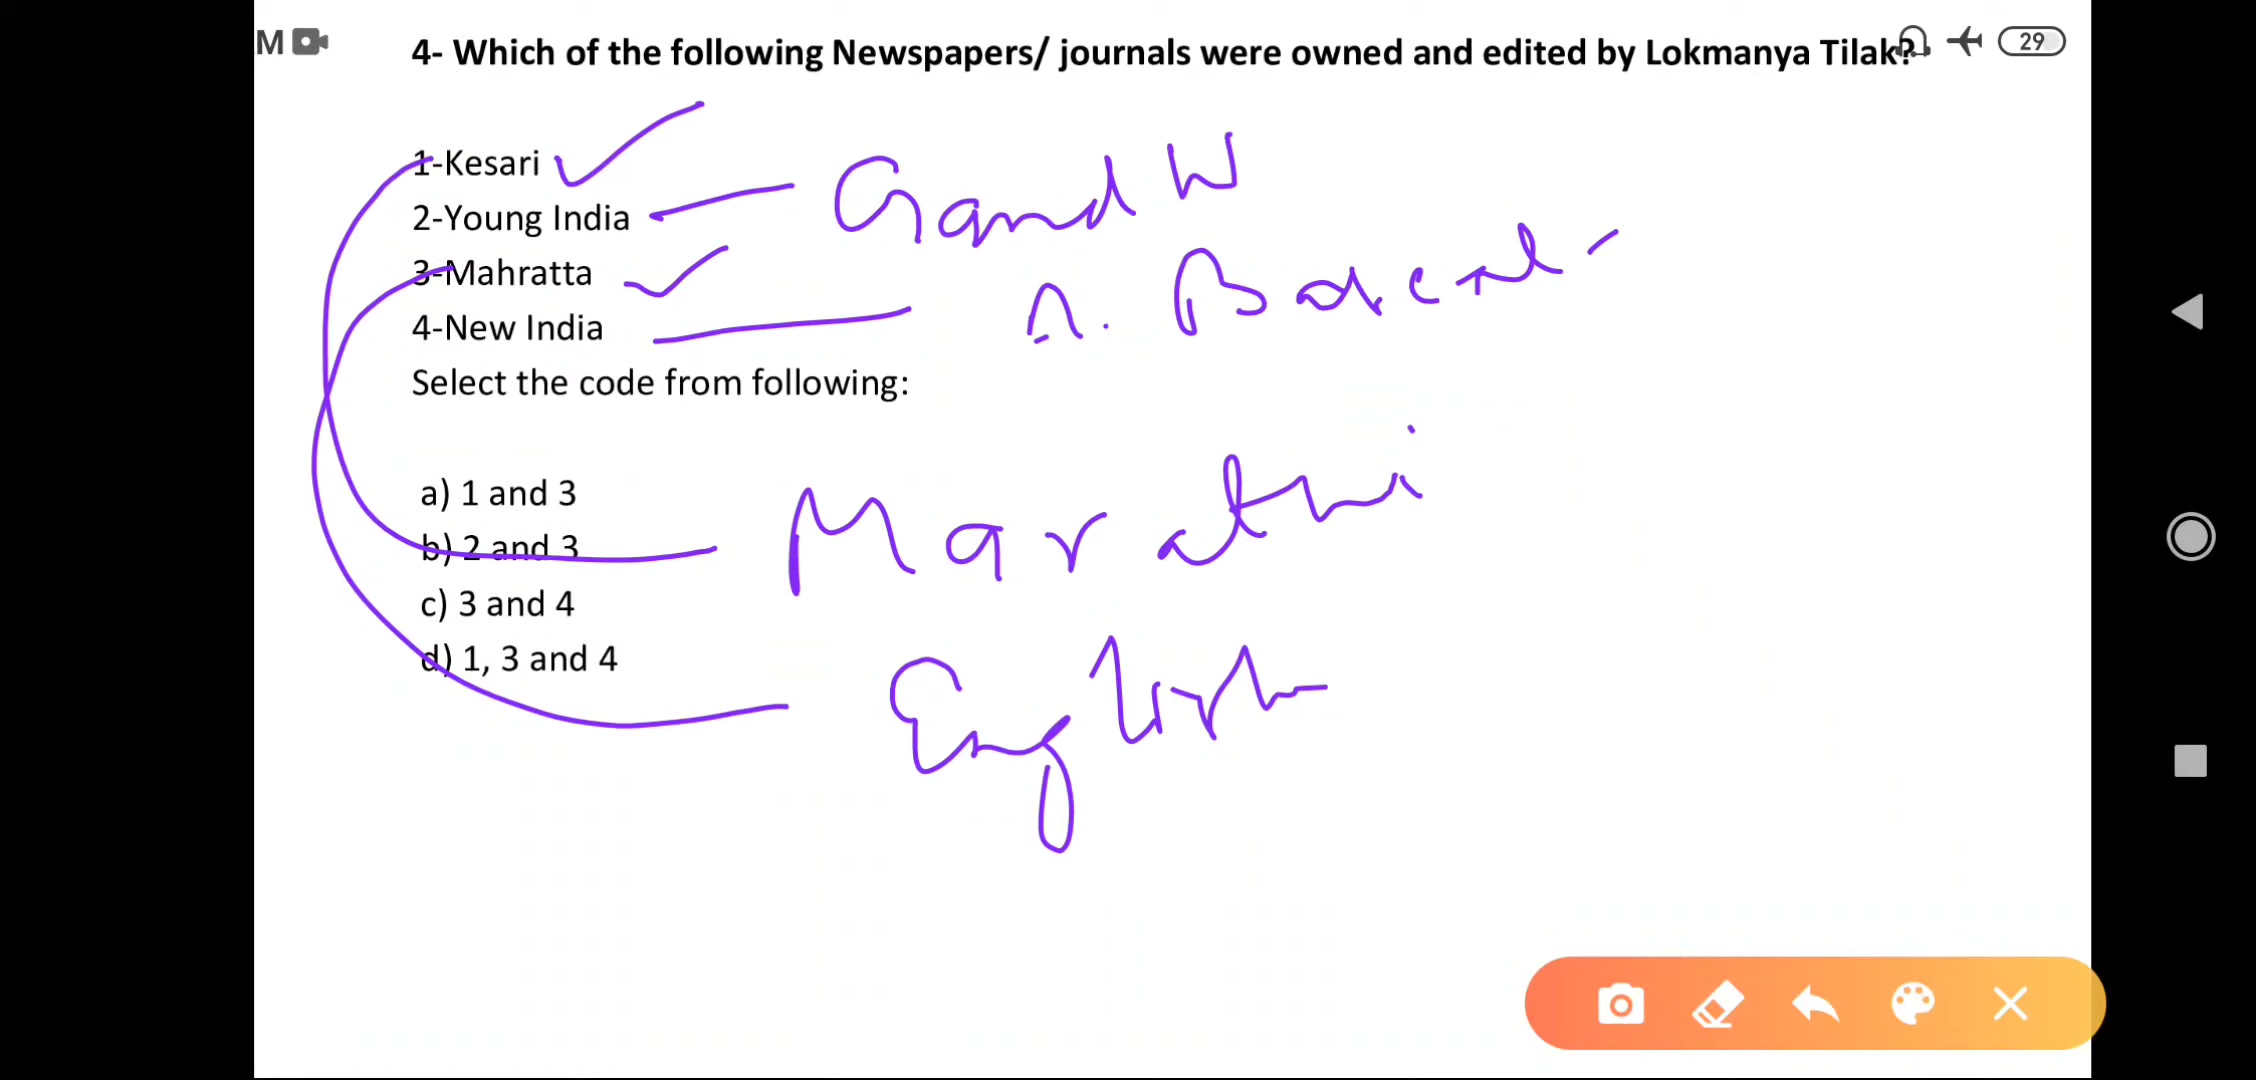 M
29
4- Which of the following Newspapers/ journals were owned and edited by Lokmanya Tilak?
1-Kesari
2-Young India
Gandhi
3-Mahratta
4-New India
A.
Select the code from following:
a) 1 and 3
Marathi
b) 2 and 3
c) 3 and 4
d) 1, 3 and 4
English